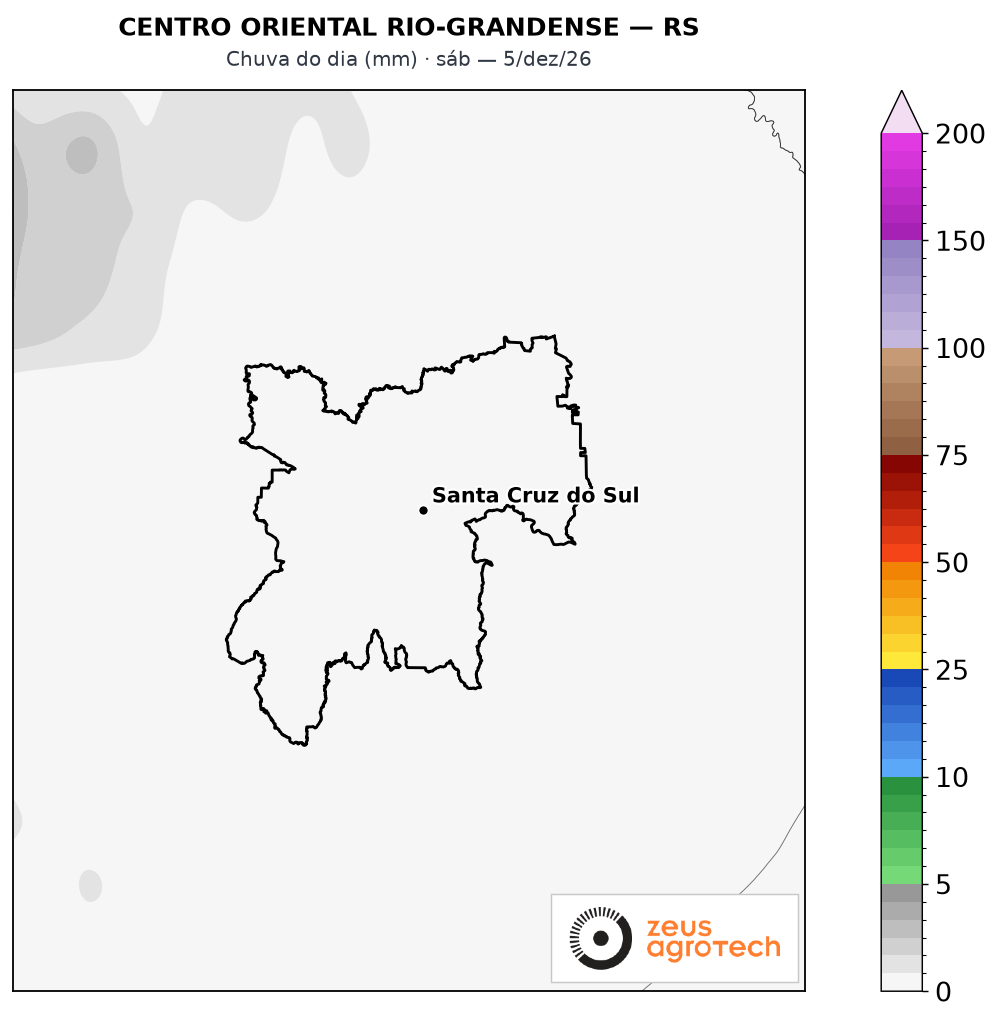 CENTRO ORIENTAL RIO-GRANDENSE — RS
Chuva do dia (mm) · sáb — 5/dez/26
200
150
100
75
50
25
10
5
0
Santa Cruz do Sul
zeus
agrotech